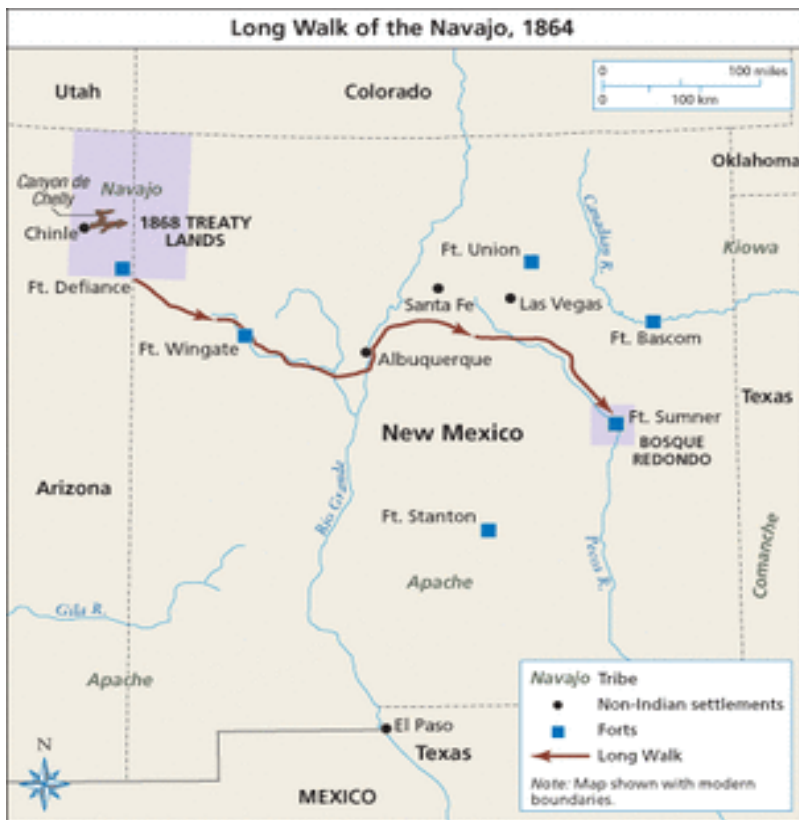 Long Walk of the Navajo, 1864
0 100 miles
0 100 km
Utah
Colorado
Oklahoma
Canyon de
Chelly
Navajo
Chinle
1868 TREATY
LANDS
Ft. Defiance
Ft. Wingate
Ft. Union
Santa Fe
Las Vegas
Canadian R.
Kiowa
Ft. Bascom
Albuquerque
Texas
Ft. Sumner
BOSQUE
REDONDO
New Mexico
Arizona
Rio Grande
Ft. Stanton
Pecos R.
Comanche
Apache
Gila R.
Apache
El Paso
Texas
MEXICO
N
Navajo Tribe
Non-Indian settlements
Forts
Long Walk
Note: Map shown with modern
boundaries.